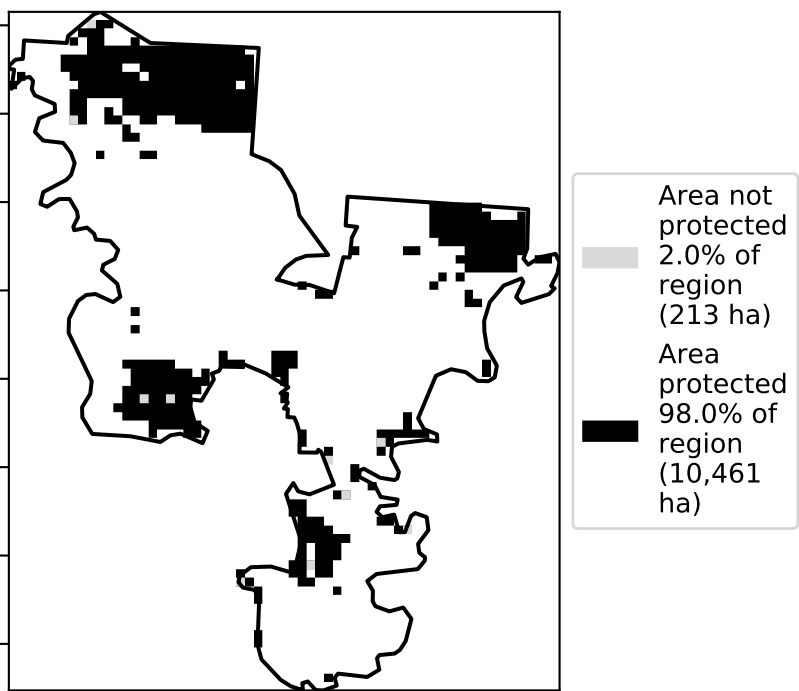 Area not
protected
2.0% of
region
(213 ha)
Area
protected
98.0% of
region
(10,461
ha)